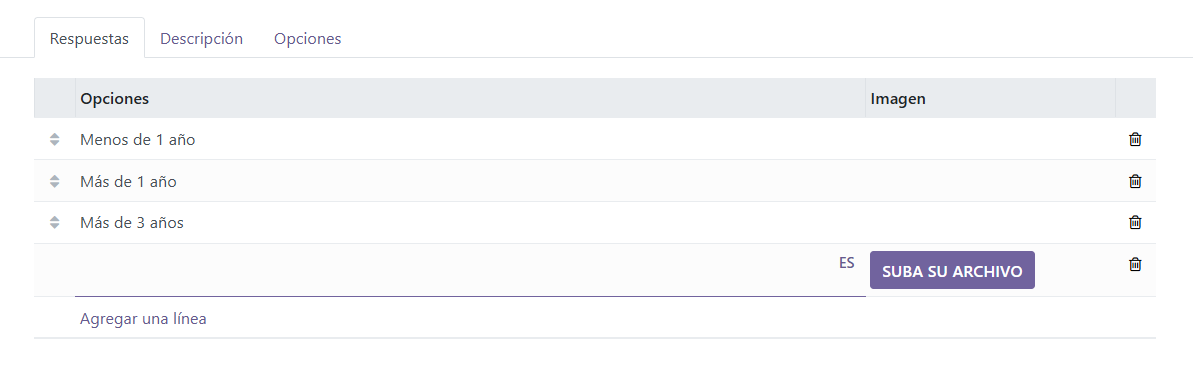 Respuestas Descripción Opciones
Opciones Imagen
Menos de 1 año
Más de 1 año
Más de 3 años
ES SUBA SU ARCHIVO
Agregar una línea